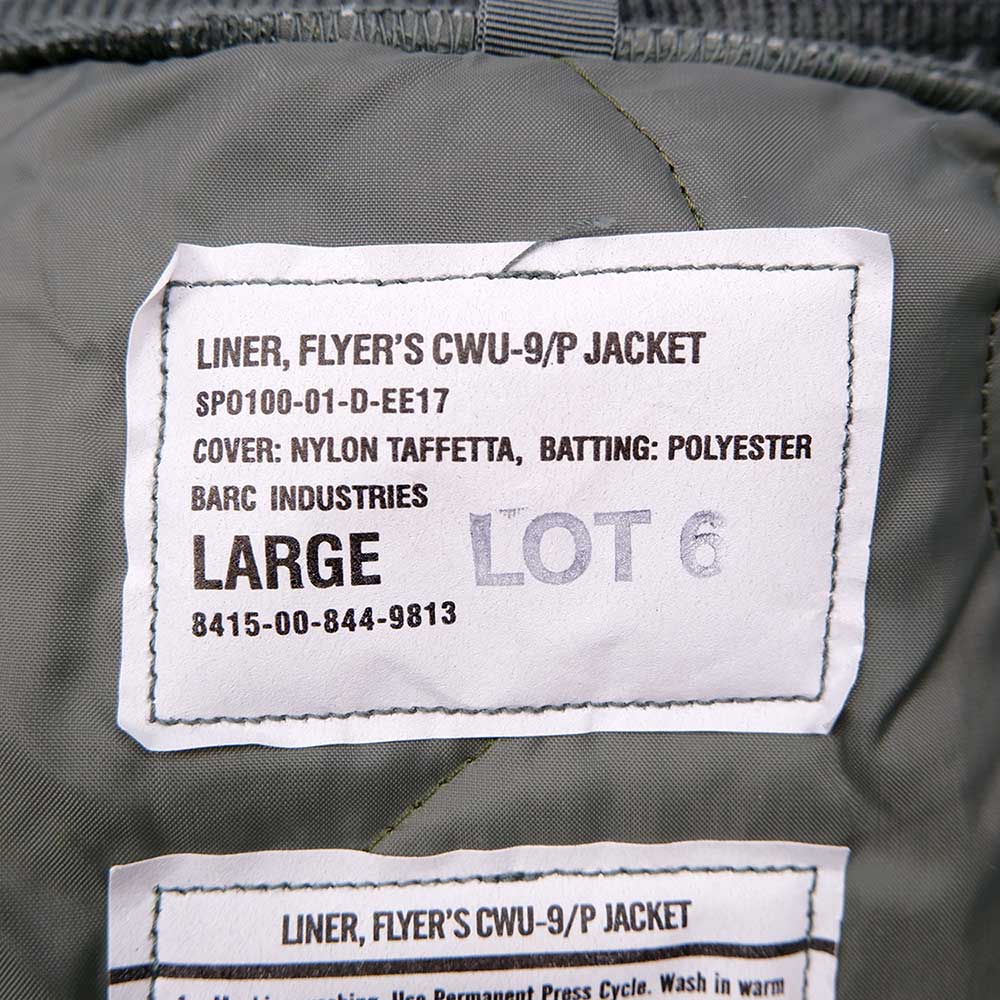 LINER, FLYER'S CWU-9/P JACKET
SPO100-01-D-EE17
COVER: NYLON TAFFETTA, BATTING: POLYESTER
BARC INDUSTRIES
LARGE LOT 6
8415-00-844-9813
LINER, FLYER'S CWU-9/P JACKET
Use Permanent Press Cycle. Wash in warm